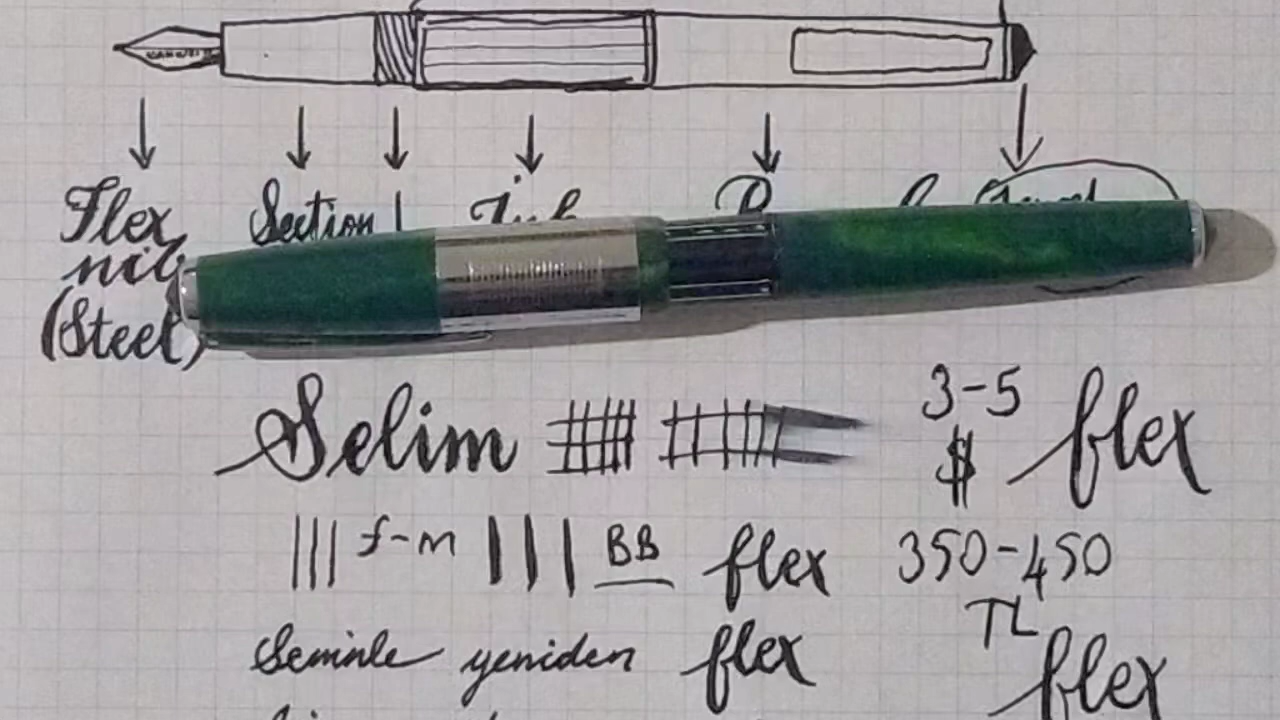 Flex
nib
(Steel)
Section
Selim
3-5
$
flex
f-m
BB
flex
350-450
TL
Seninle yeniden
flex
flex